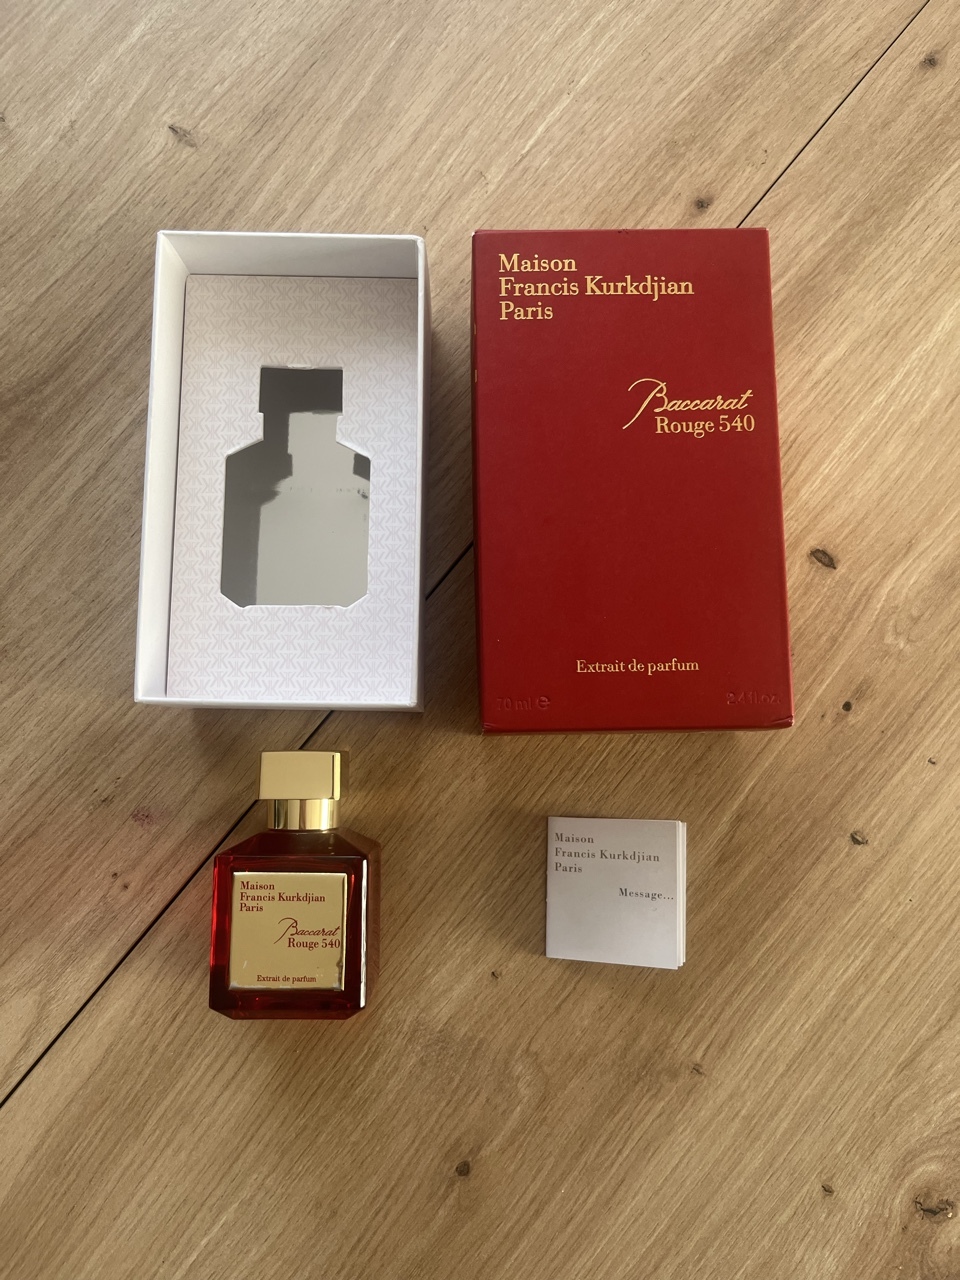 Maison
Francis Kurkdjian
Paris
Baccarat
Rouge 540
Extrait de parfum
70 ml e
2.4 fl.oz.
Maison
Francis Kurkdjian
Paris
Baccarat
Rouge 540
Extrait de parfum
Maison
Francis Kurkdjian
Paris
Message...